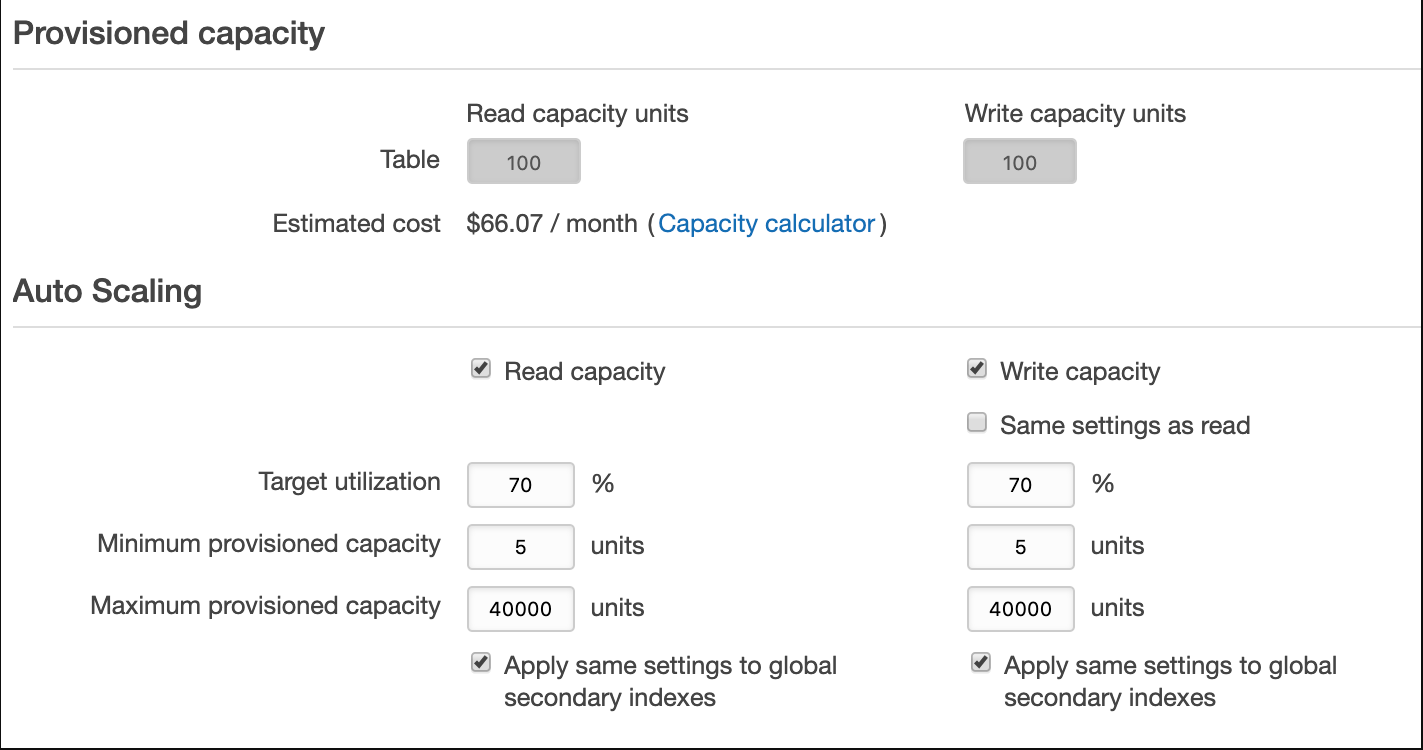 Provisioned capacity
Read capacity units Write capacity units
Table 100 100
Estimated cost $66.07 / month (Capacity calculator)
Auto Scaling
Read capacity Write capacity
Same settings as read
Target utilization 70 % 70 %
Minimum provisioned capacity 5 units 5 units
Maximum provisioned capacity 40000 units 40000 units
Apply same settings to global Apply same settings to global
secondary indexes secondary indexes